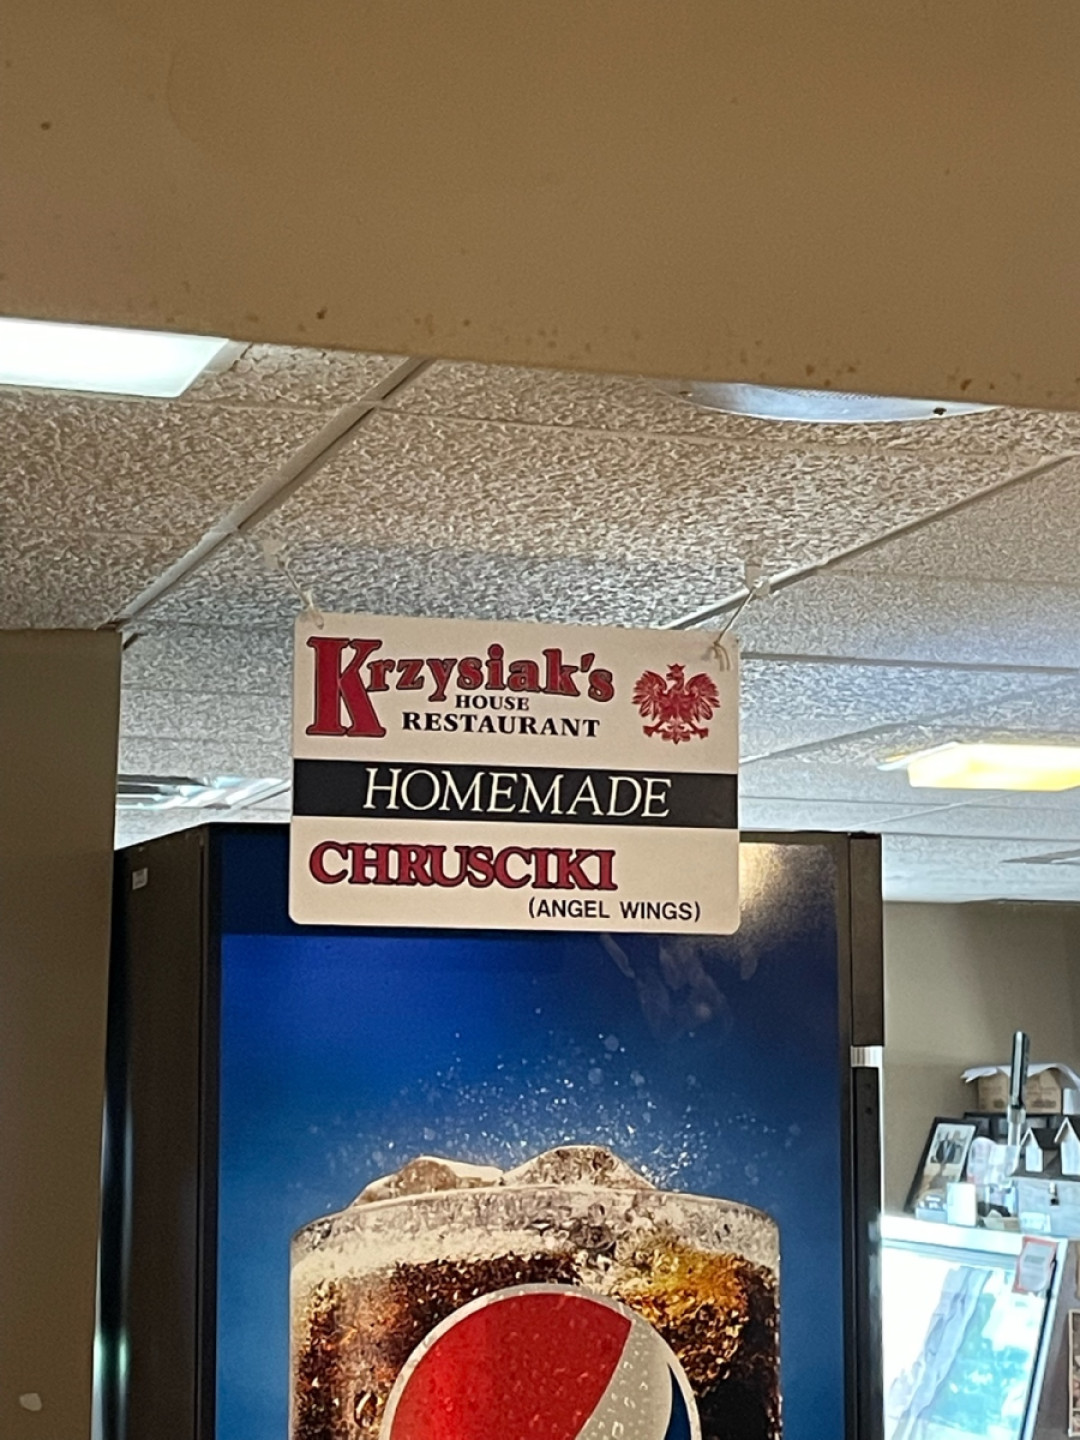 Krzysiak's
HOUSE
RESTAURANT
HOMEMADE
CHRUSCIKI
(ANGEL WINGS)